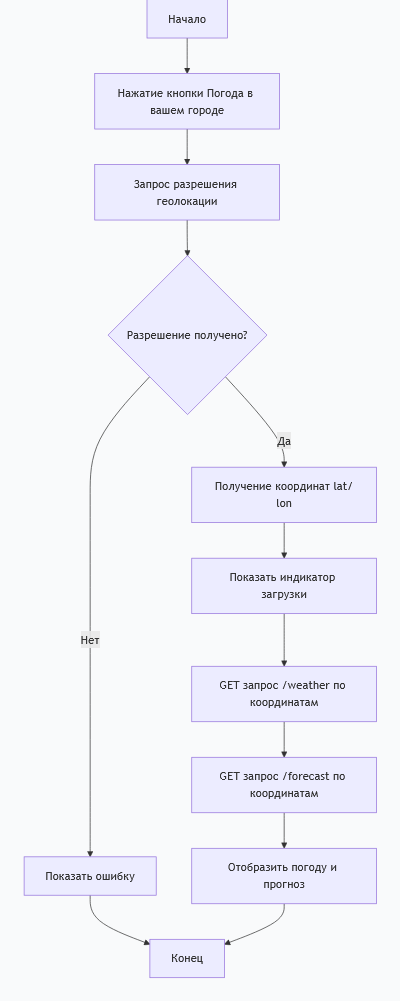 Начало
Нажатие кнопки Погода в
вашем городе
Запрос разрешения
геолокации
Разрешение получено?
Да
Получение координат lat/
lon
Показать индикатор
загрузки
Нет
GET запрос /weather по
координатам
GET запрос /forecast по
координатам
Отобразить погоду и
прогноз
Показать ошибку
Конец